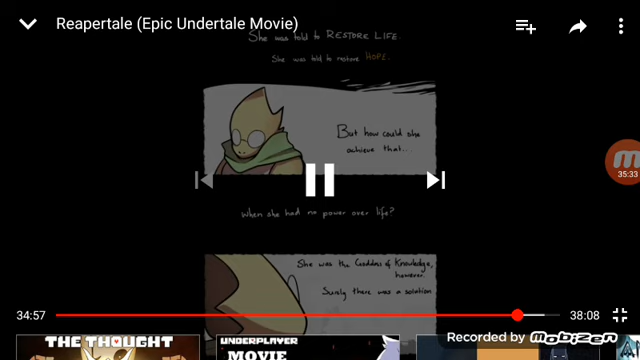 Reapertale (Epic Undertale Movie)
She was told to RESTORE LIFE.
She was told to restore HOPE.
But how could she
achieve that...
35:33
When she had no power over life?
She was the Goddess of Knowledge,
however.
Surely there was a solution
34:57
38:08
THE THOUGHT
UNDERPLAYER
MOVIE
Recorded by mobizen